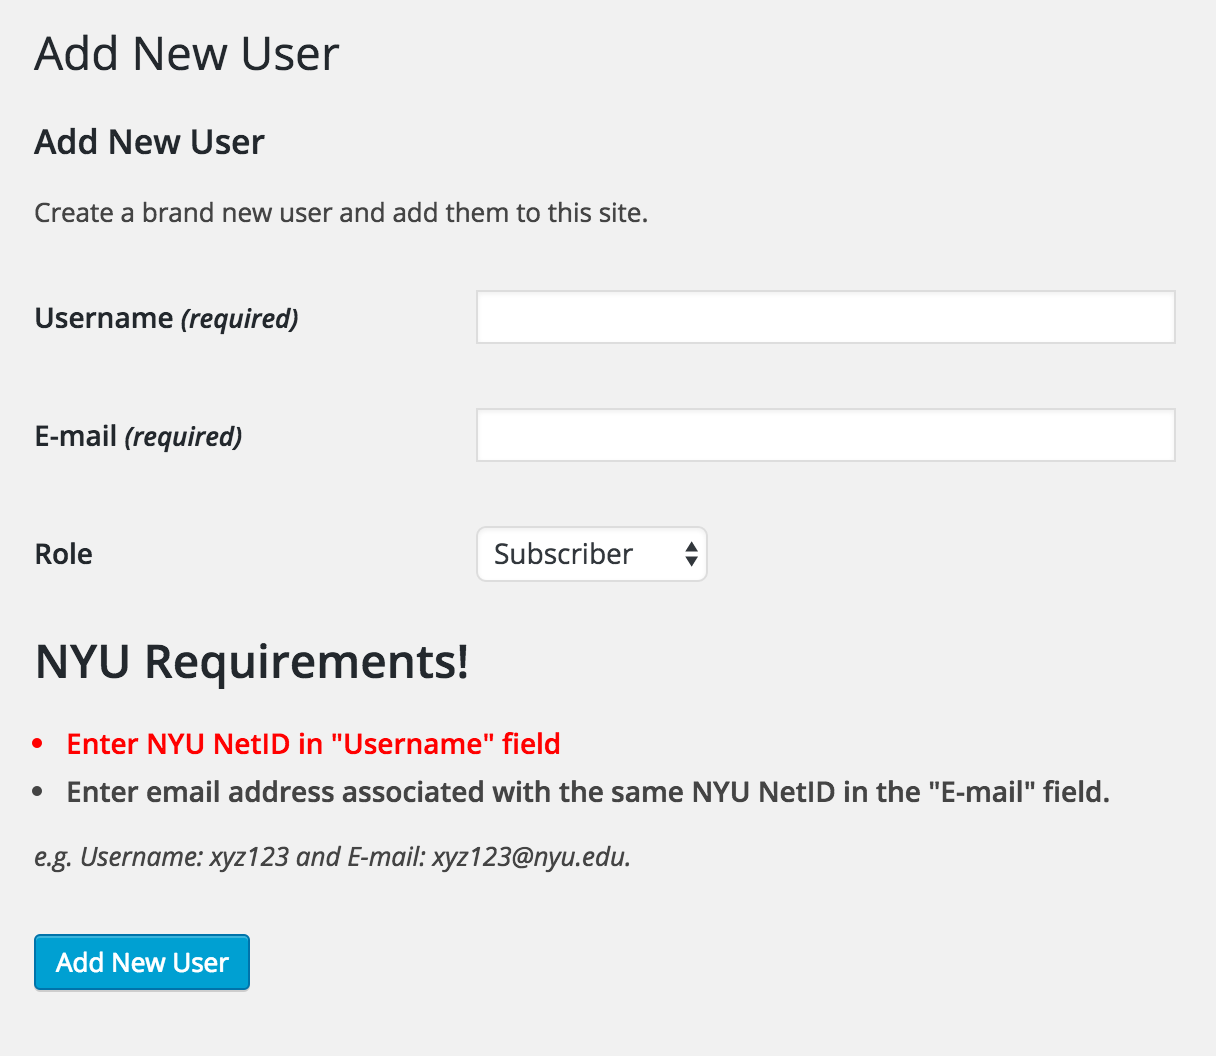 Add New User
Add New User
Create a brand new user and add them to this site.
Username (required)
E-mail (required)
Role
Subscriber
NYU Requirements!
• Enter NYU NetID in "Username" field
• Enter email address associated with the same NYU NetID in the "E-mail" field.
e.g. Username: xyz123 and E-mail: xyz123@nyu.edu.
Add New User